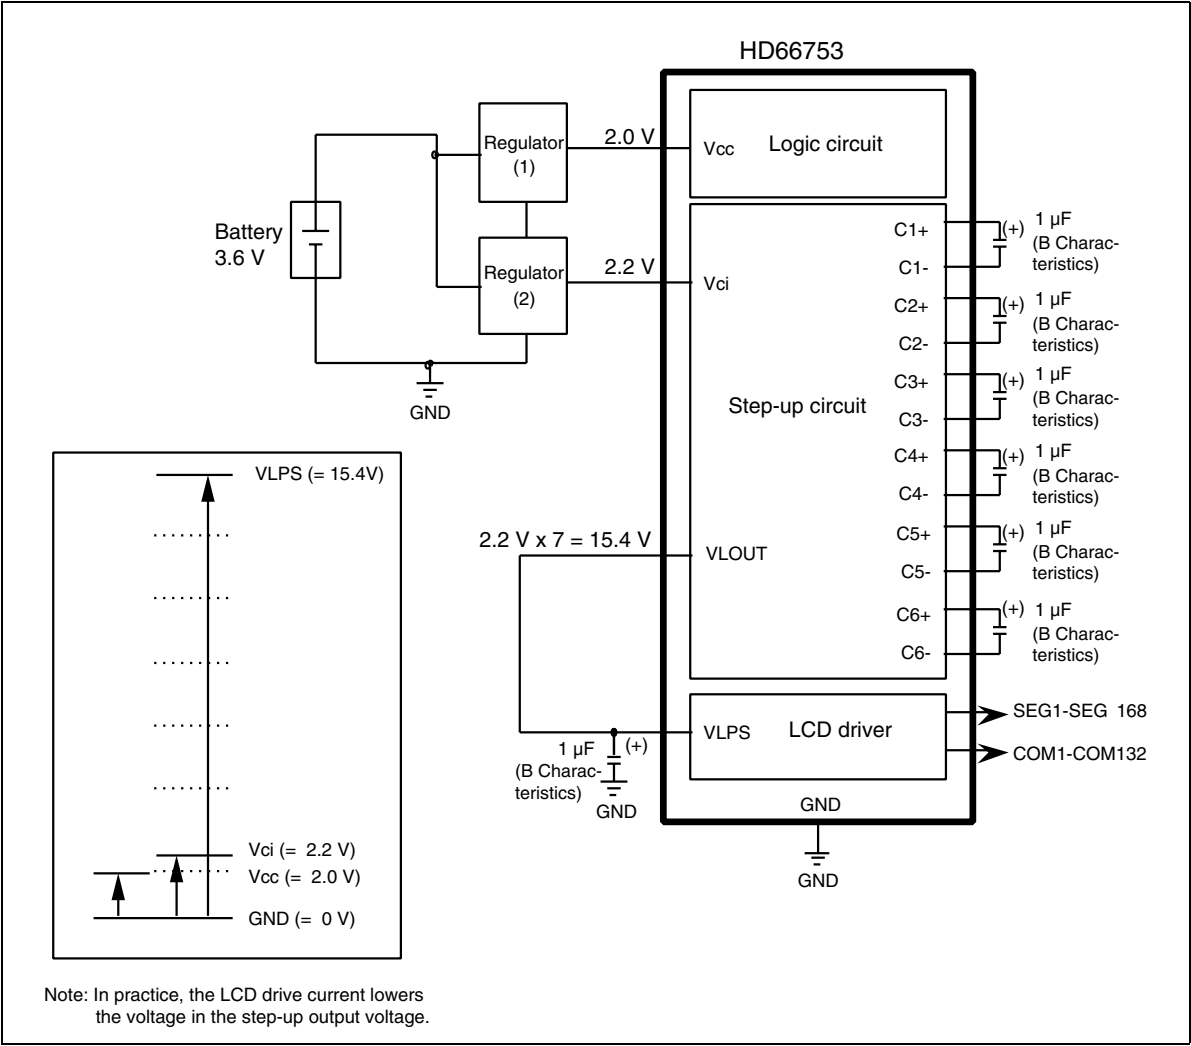 HD66753
Regulator
(1)
2.0 V
Vcc
Logic circuit
Battery
3.6 V
Regulator
(2)
2.2 V
Vci
Step-up circuit
C1+
C1-
C2+
C2-
C3+
C3-
C4+
C4-
C5+
C5-
C6+
C6-
(+)
1 µF
(B Charac-
teristics)
(+)
1 µF
(B Charac-
teristics)
(+)
1 µF
(B Charac-
teristics)
(+)
1 µF
(B Charac-
teristics)
(+)
1 µF
(B Charac-
teristics)
(+)
1 µF
(B Charac-
teristics)
GND
2.2 V x 7 = 15.4 V
VLOUT
VLPS
LCD driver
SEG1-SEG 168
COM1-COM132
1 µF
(+)
(B Charac-
teristics)
GND
GND
GND
VLPS (= 15.4V)
Vci (= 2.2 V)
Vcc (= 2.0 V)
GND (= 0 V)
Note: In practice, the LCD drive current lowers
the voltage in the step-up output voltage.